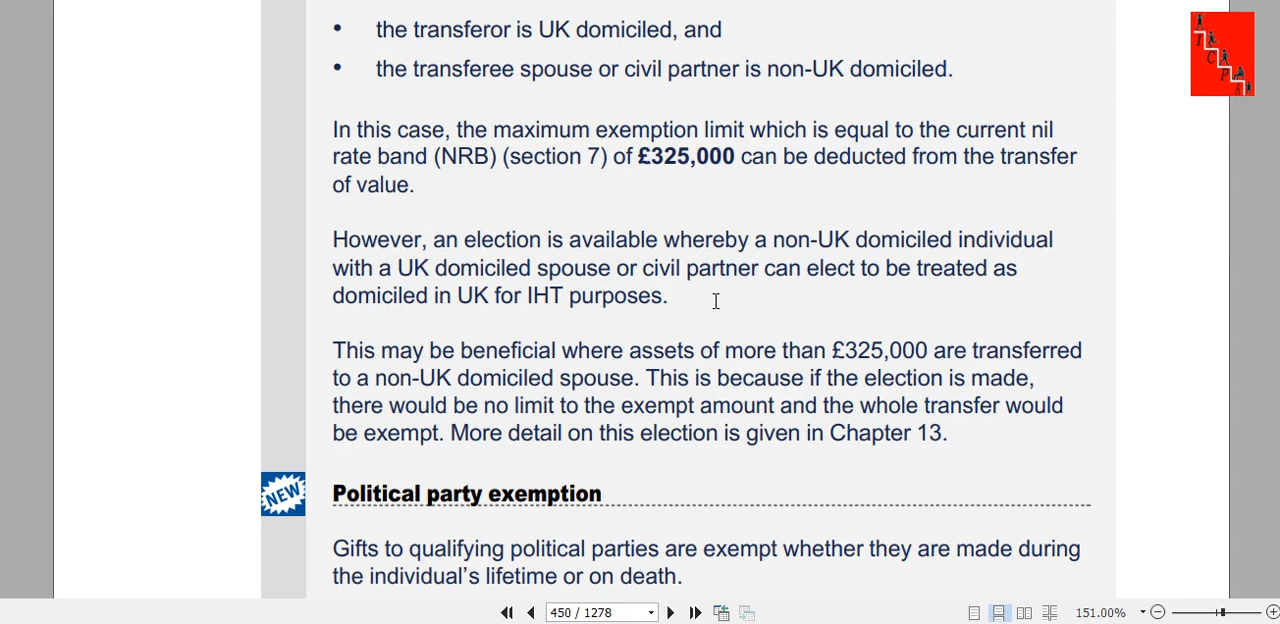 • the transferor is UK domiciled, and
• the transferee spouse or civil partner is non-UK domiciled.
In this case, the maximum exemption limit which is equal to the current nil
rate band (NRB) (section 7) of £325,000 can be deducted from the transfer
of value.
However, an election is available whereby a non-UK domiciled individual
with a UK domiciled spouse or civil partner can elect to be treated as
domiciled in UK for IHT purposes.
This may be beneficial where assets of more than £325,000 are transferred
to a non-UK domiciled spouse. This is because if the election is made,
there would be no limit to the exempt amount and the whole transfer would
be exempt. More detail on this election is given in Chapter 13.
NEW
Political party exemption
Gifts to qualifying political parties are exempt whether they are made during
the individual's lifetime or on death.
I
C
P
A
450 / 1278
151.00%